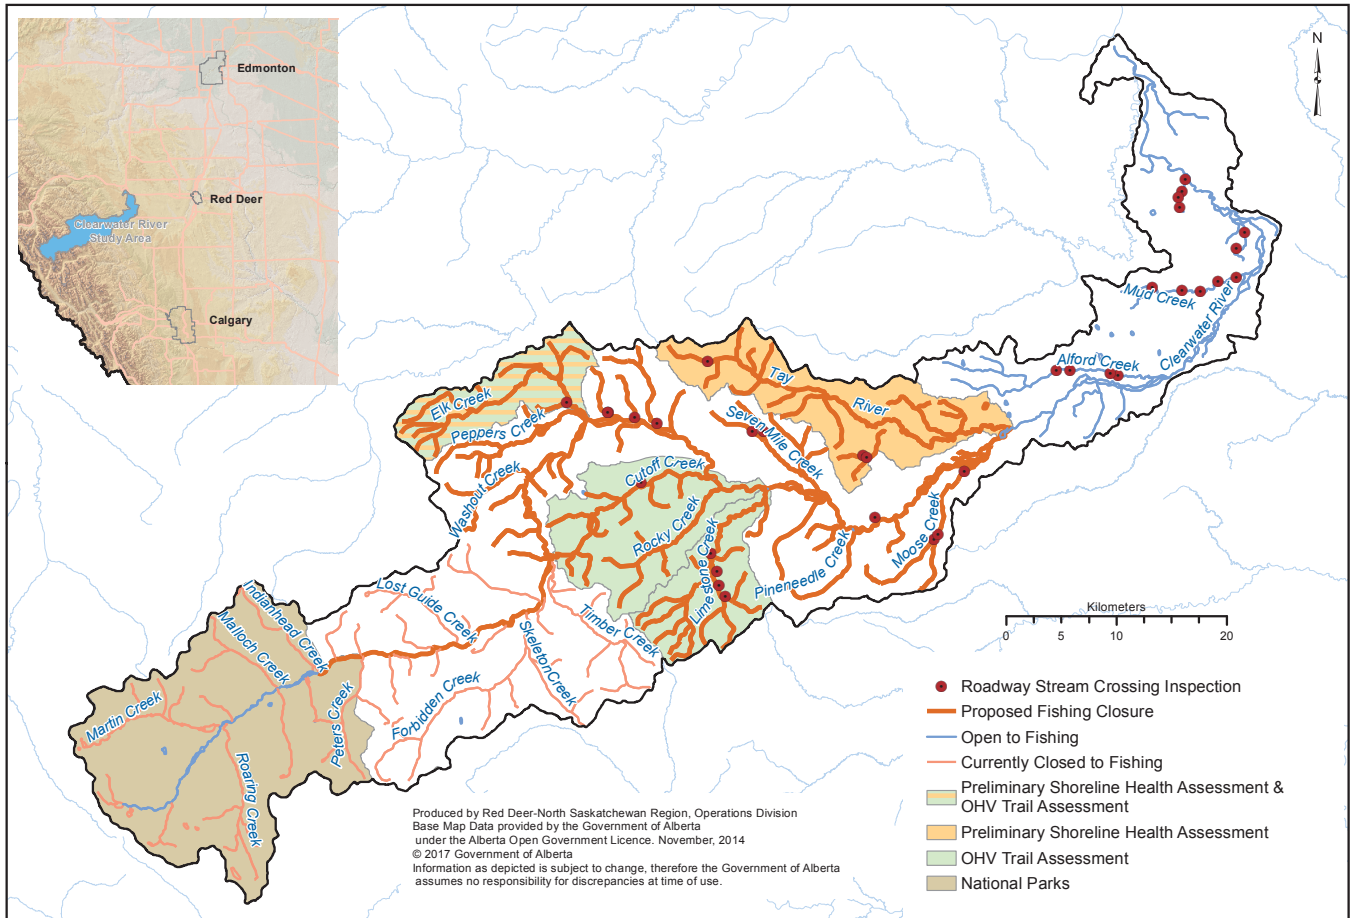 Edmonton
Red Deer
Clearwater River
Study Area
Calgary
N
Mud Creek
Clearwater River
Alford Creek
Tay
River
Elk Creek
Peppers Creek
Seven Mile Creek
Cutoff Creek
Washout Creek
Rocky Creek
Limestone Creek
Pineneedle Creek
Moose Creek
Indianhead Creek
Lost Guide Creek
Malloch Creek
Timber Creek
Skeleton Creek
Forbidden Creek
Peters Creek
Martin Creek
Roaring Creek
Kilometers
0 5 10 20
Roadway Stream Crossing Inspection
Proposed Fishing Closure
Open to Fishing
Currently Closed to Fishing
Preliminary Shoreline Health Assessment &
OHV Trail Assessment
Preliminary Shoreline Health Assessment
OHV Trail Assessment
National Parks
Produced by Red Deer-North Saskatchewan Region, Operations Division
Base Map Data provided by the Government of Alberta
under the Alberta Open Government Licence. November, 2014
© 2017 Government of Alberta
Information as depicted is subject to change, therefore the Government of Alberta
assumes no responsibility for discrepancies at time of use.